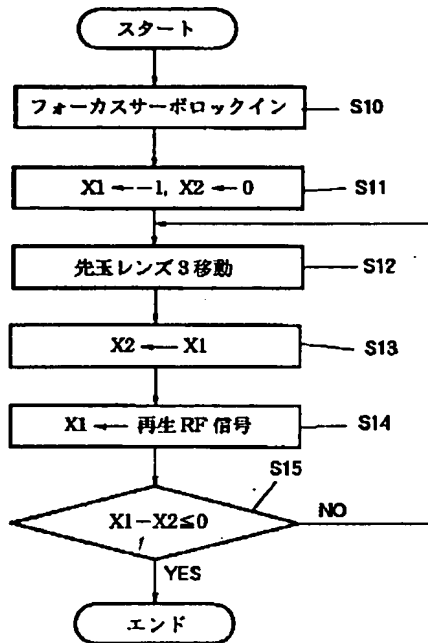 スタート
フォーカスサーボロックイン
S10
X1 ← −1, X2 ← 0
S11
先玉レンズ3移動
S12
X2 ← X1
S13
X1 ← 再生RF信号
S14
S15
X1−X2≦0
NO
YES
エンド